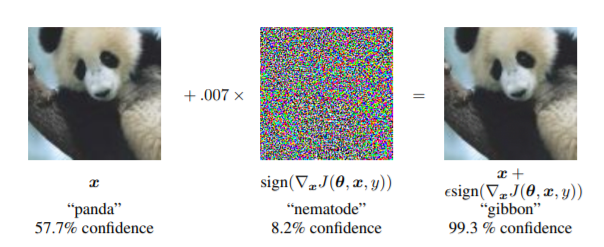 + .007 ×
=
x
sign(∇ₓJ(θ, x, y))
x +
ϵsign(∇ₓJ(θ, x, y))
“panda”
“nematode”
“gibbon”
57.7% confidence
8.2% confidence
99.3 % confidence